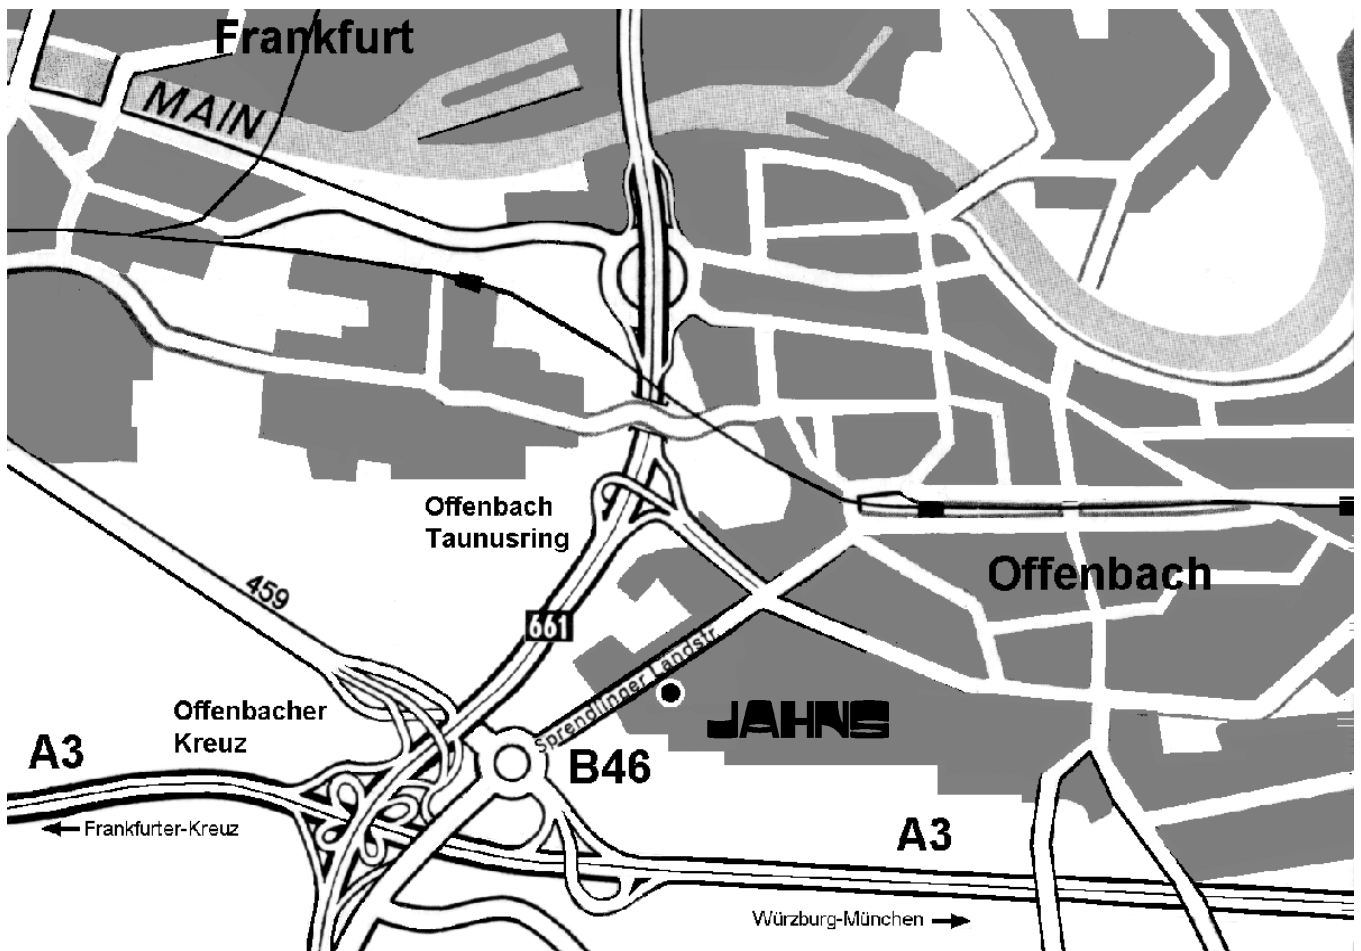 Frankfurt
MAIN
Offenbach
Taunusring
Offenbach
459
661
Sprendlinger Landstr.
Offenbacher
Kreuz
JAHNS
A3
B46
Frankfurter-Kreuz
A3
Würzburg-München